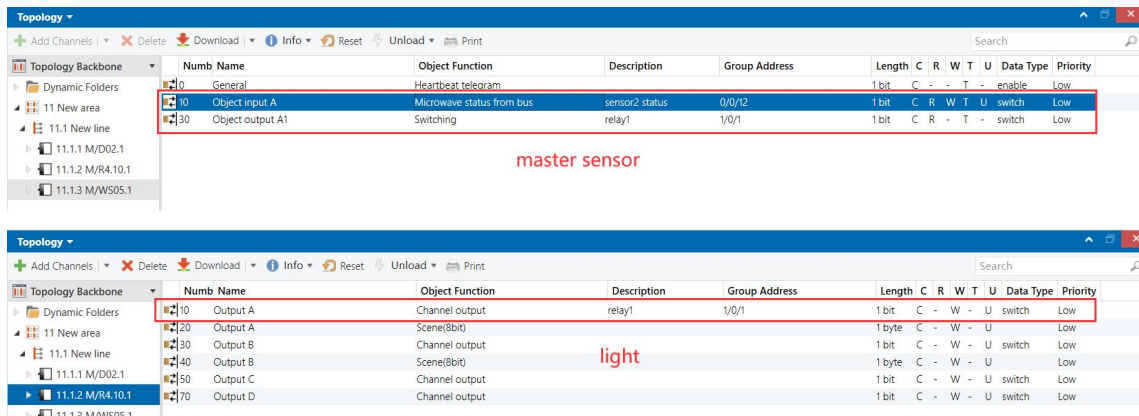 Topology
Add Channels Delete Download Info Reset Unload Print Search
Topology Backbone Numb Name Object Function Description Group Address Length C R W T U Data Type Priority
Dynamic Folders 0 General Heartbeat telegram 1 bit C - - T - enable Low
11 New area 10 Object input A Microwave status from bus sensor2 status 0/0/12 1 bit C R W T U switch Low
11.1 New line 30 Object output A1 Switching relay1 1/0/1 1 bit C R - T - switch Low
11.1.1 M/D02.1
11.1.2 M/R4.10.1
11.1.3 M/WS05.1
master sensor
Topology
Add Channels Delete Download Info Reset Unload Print Search
Topology Backbone Numb Name Object Function Description Group Address Length C R W T U Data Type Priority
Dynamic Folders 10 Output A Channel output relay1 1/0/1 1 bit C - W - U switch Low
20 Output A Scene(8bit) 1 byte C - W - U Low
11 New area 30 Output B Channel output 1 bit C - W - U switch Low
11.1 New line 40 Output B Scene(8bit) 1 byte C - W - U Low
11.1.1 M/D02.1 50 Output C Channel output 1 bit C - W - U switch Low
11.1.2 M/R4.10.1 70 Output D Channel output 1 bit C - W - U switch Low
11.1.3 M/WS05.1
light